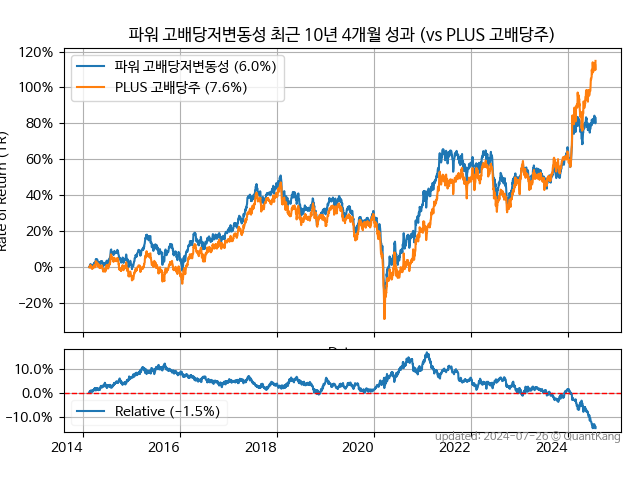 파워 고배당저변동성 최근 10년 4개월 성과 (vs PLUS 고배당주)
120%
100%
80%
60%
40%
20%
0%
−20%
Rate of Return (TR)
파워 고배당저변동성 (6.0%)
PLUS 고배당주 (7.6%)
10.0%
0.0%
−10.0%
Relative (−1.5%)
2014 2016 2018 2020 2022 2024
updated: 2024-07-26 © QuantKang